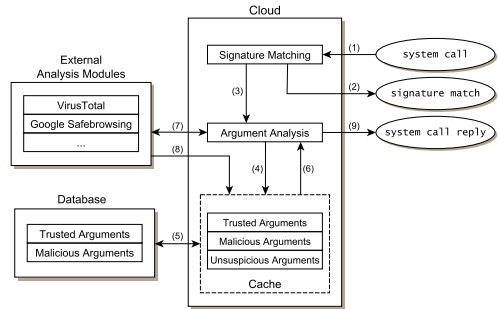 Cloud
External
Analysis Modules
VirusTotal
Google Safebrowsing
...
Database
Trusted Arguments
Malicious Arguments
Signature Matching
Argument Analysis
Trusted Arguments
Malicious Arguments
Unsuspicious Arguments
Cache
(1)
(2)
(3)
(4)
(5)
(6)
(7)
(8)
(9)
system call
signature match
system call reply